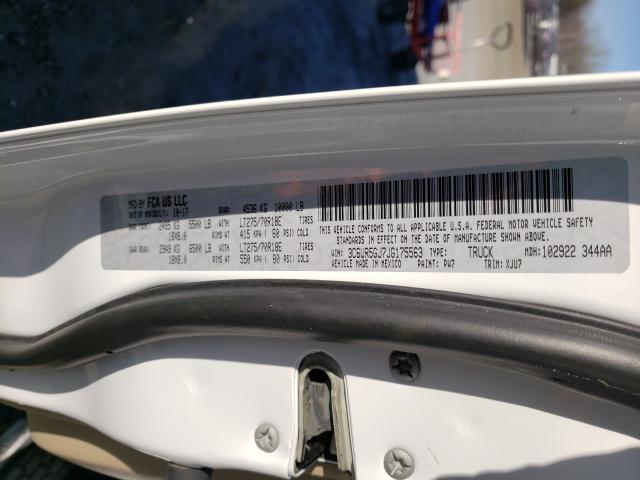 MFD BY FCA US LLC
DATE OF MFR(BUILT): 10-17 GVWR: 4536 KG 10000 LB
2495 KG 5500 LB WITH LT275/70R18E TIRES
18X8.0 RIMS AT 415 KPA ( 60 PSI) COLD
GAWR REAR: 2948 KG 6500 LB WITH LT275/70R18E TIRES
18X8.0 RIMS AT 550 KPA ( 80 PSI) COLD
THIS VEHICLE CONFORMS TO ALL APPLICABLE U.S.A. FEDERAL MOTOR VEHICLE SAFETY
STANDARDS IN EFFECT ON THE DATE OF MANUFACTURE SHOWN ABOVE.
VIN: 3C6UR5GJ7JG175563 TYPE: TRUCK MDH:102922 344AA
VEHICLE MADE IN MEXICO PAINT: PW7 TRIM: XJU7